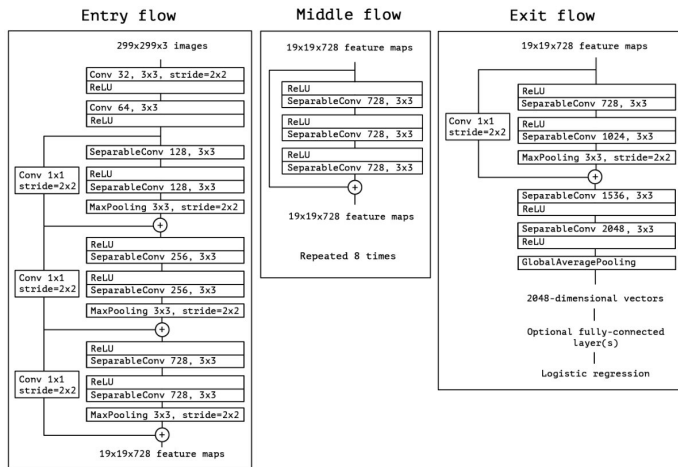 Entry flow
299x299x3 images
Conv 32, 3x3, stride=2x2
ReLU
Conv 64, 3x3
ReLU
SeparableConv 128, 3x3
Conv 1x1
stride=2x2
ReLU
SeparableConv 128, 3x3
MaxPooling 3x3, stride=2x2
+
ReLU
SeparableConv 256, 3x3
Conv 1x1
stride=2x2
ReLU
SeparableConv 256, 3x3
MaxPooling 3x3, stride=2x2
+
ReLU
SeparableConv 728, 3x3
Conv 1x1
stride=2x2
ReLU
SeparableConv 728, 3x3
MaxPooling 3x3, stride=2x2
+
19x19x728 feature maps
Middle flow
19x19x728 feature maps
ReLU
SeparableConv 728, 3x3
ReLU
SeparableConv 728, 3x3
ReLU
SeparableConv 728, 3x3
+
19x19x728 feature maps
Repeated 8 times
Exit flow
19x19x728 feature maps
ReLU
SeparableConv 728, 3x3
Conv 1x1
stride=2x2
ReLU
SeparableConv 1024, 3x3
MaxPooling 3x3, stride=2x2
+
SeparableConv 1536, 3x3
ReLU
SeparableConv 2048, 3x3
ReLU
GlobalAveragePooling
2048-dimensional vectors
Optional fully-connected
layer(s)
Logistic regression